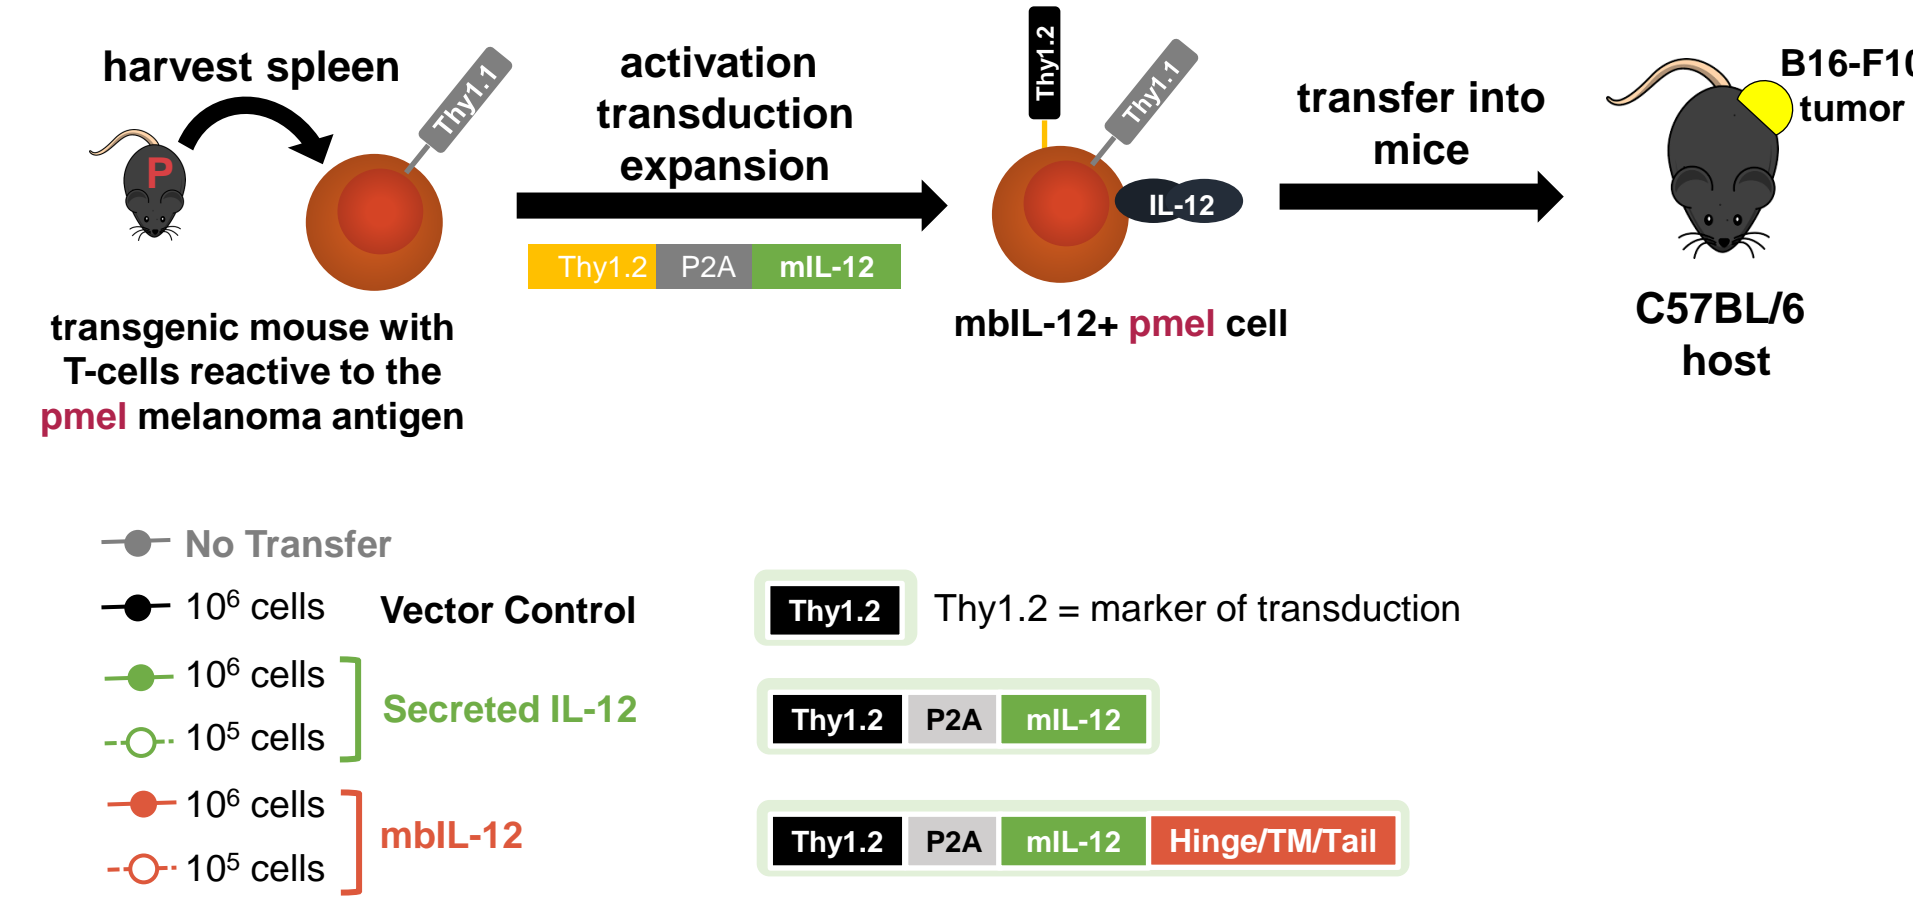 harvest spleen
Thy1.1
P
transgenic mouse with
T-cells reactive to the
pmel melanoma antigen
activation
transduction
expansion
Thy1.2 P2A mIL-12
Thy1.2
Thy1.1
IL-12
mbIL-12+ pmel cell
transfer into
mice
B16-F10
tumor
C57BL/6
host
No Transfer
10⁶ cells Vector Control
Thy1.2 Thy1.2 = marker of transduction
10⁶ cells
Secreted IL-12
10⁵ cells
Thy1.2 P2A mIL-12
10⁶ cells
mbIL-12
10⁵ cells
Thy1.2 P2A mIL-12 Hinge/TM/Tail